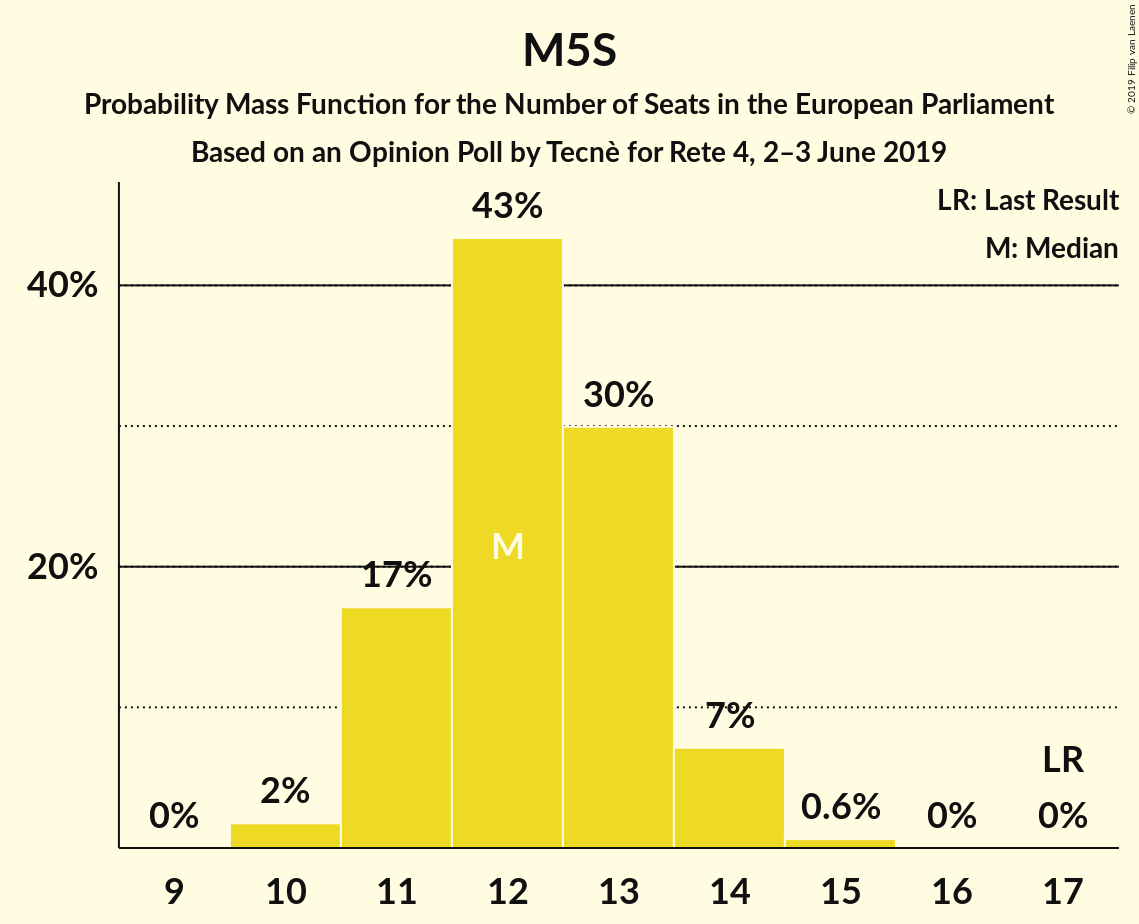 M5S
Probability Mass Function for the Number of Seats in the European Parliament
Based on an Opinion Poll by Tecnè for Rete 4, 2–3 June 2019
© 2019 Filip van Laenen
LR: Last Result
M: Median
43%
40%
30%
M
20%
17%
7%
LR
2%
0.6%
0%
0%
0%
9 10 11 12 13 14 15 16 17